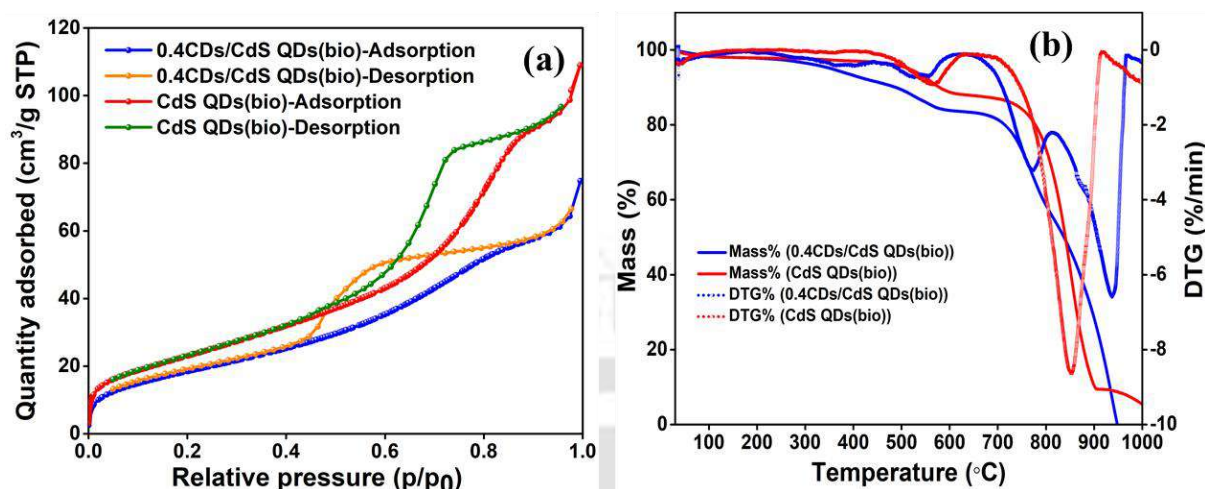 120
100
80
60
40
20
0
Quantity adsorbed (cm³/g STP)
0.4CDs/CdS QDs(bio)-Adsorption
0.4CDs/CdS QDs(bio)-Desorption
CdS QDs(bio)-Adsorption
CdS QDs(bio)-Desorption
(a)
0.0 0.2 0.4 0.6 0.8 1.0
Relative pressure (p/p₀)
100
80
60
40
20
0
Mass (%)
(b)
Mass% (0.4CDs/CdS QDs(bio))
Mass% (CdS QDs(bio))
DTG% (0.4CDs/CdS QDs(bio))
DTG% (CdS QDs(bio))
0
-2
-4
-6
-8
-10
DTG (%/min)
100 200 300 400 500 600 700 800 900 1000
Temperature (°C)